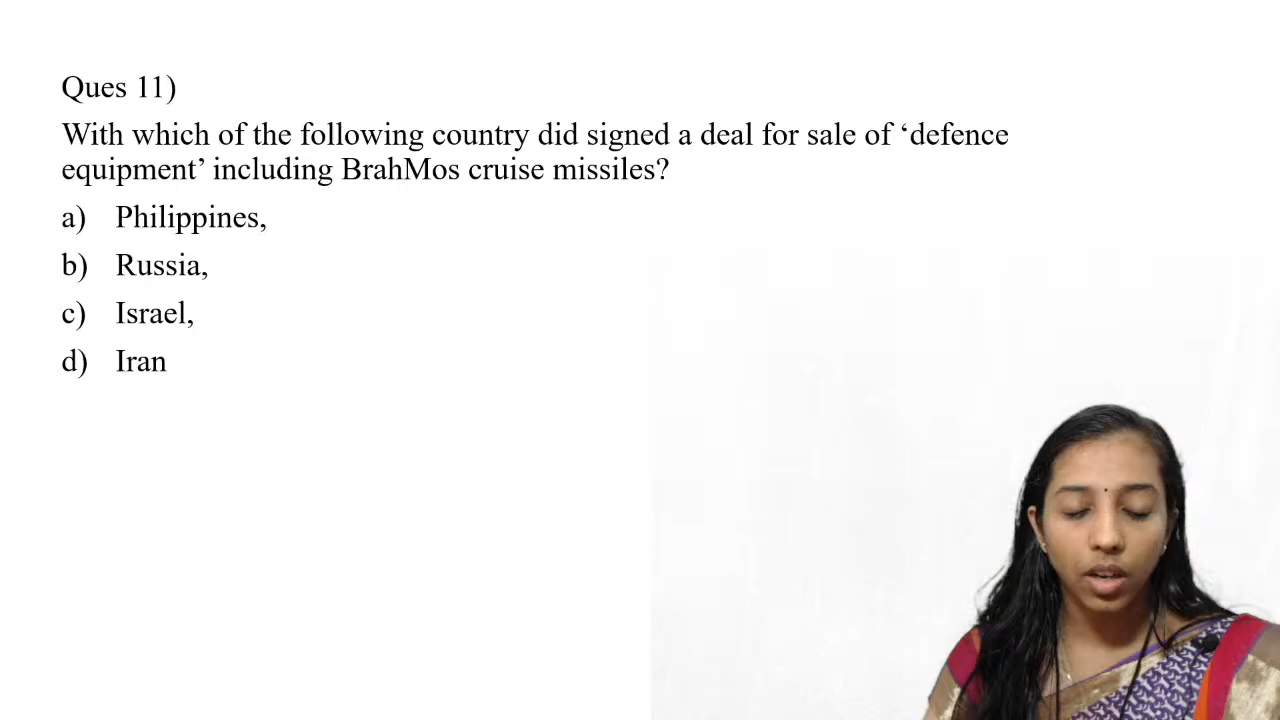 Ques 11)
With which of the following country did signed a deal for sale of ‘defence
equipment’ including BrahMos cruise missiles?
a) Philippines,
b) Russia,
c) Israel,
d) Iran